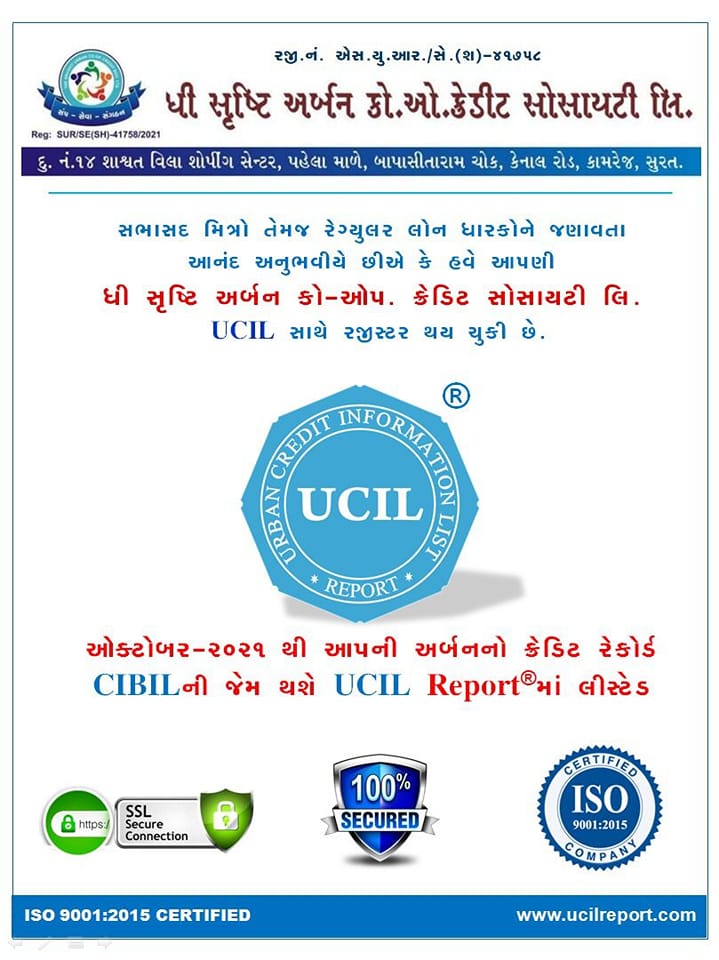 રજી.નં. એસ.યુ.આર./સે.(શ)-૪૧૭૫૮
ધી સૃષ્ટિ અર્બન કો.ઓ.ક્રેડીટ સોસાયટી લિ.
સંપ - સેવા - સંગઠન
Reg: SUR/SE(SH)-41758/2021
દુ. નં.૧૪ શાશ્વત વિલા શોપીંગ સેન્ટર, પહેલા માળે, બાપાસીતારામ ચોક, કેનાલ રોડ, કામરેજ, સુરત.
સભાસદ મિત્રો તેમજ રેગ્યુલર લોન ધારકોને જણાવતા
આનંદ અનુભવીયે છીએ કે હવે આપણી
ધી સૃષ્ટિ અર્બન કો-ઓપ. ક્રેડિટ સોસાયટી લિ.
UCIL સાથે રજીસ્ટર થય ચુકી છે.
®
URBAN CREDIT INFORMATION LIST
UCIL
* REPORT *
ઓક્ટોબર-૨૦૨૧ થી આપની અર્બનનો ક્રેડિટ રેકોર્ડ
CIBILની જેમ થશે UCIL Report®માં લીસ્ટેડ
https:/
SSL
Secure
Connection
100%
SECURED
CERTIFIED
ISO
9001:2015
COMPANY
ISO 9001:2015 CERTIFIED
www.ucilreport.com